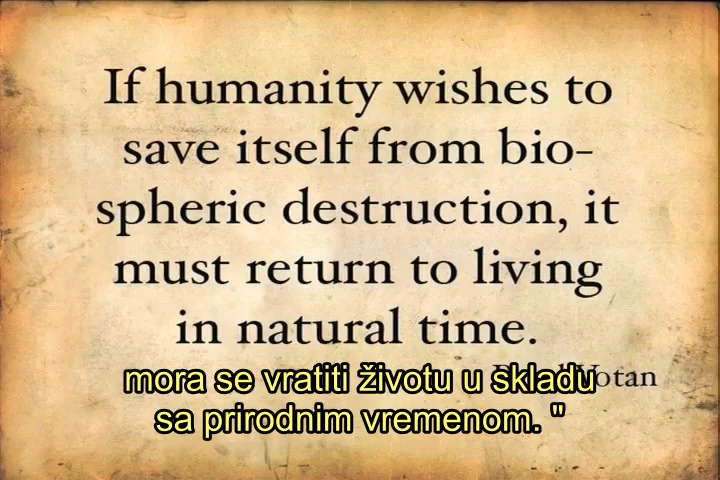 If humanity wishes to
save itself from bio-
spheric destruction, it
must return to living
in natural time.
Votan
mora se vratiti životu u skladu
sa prirodnim vremenom. "